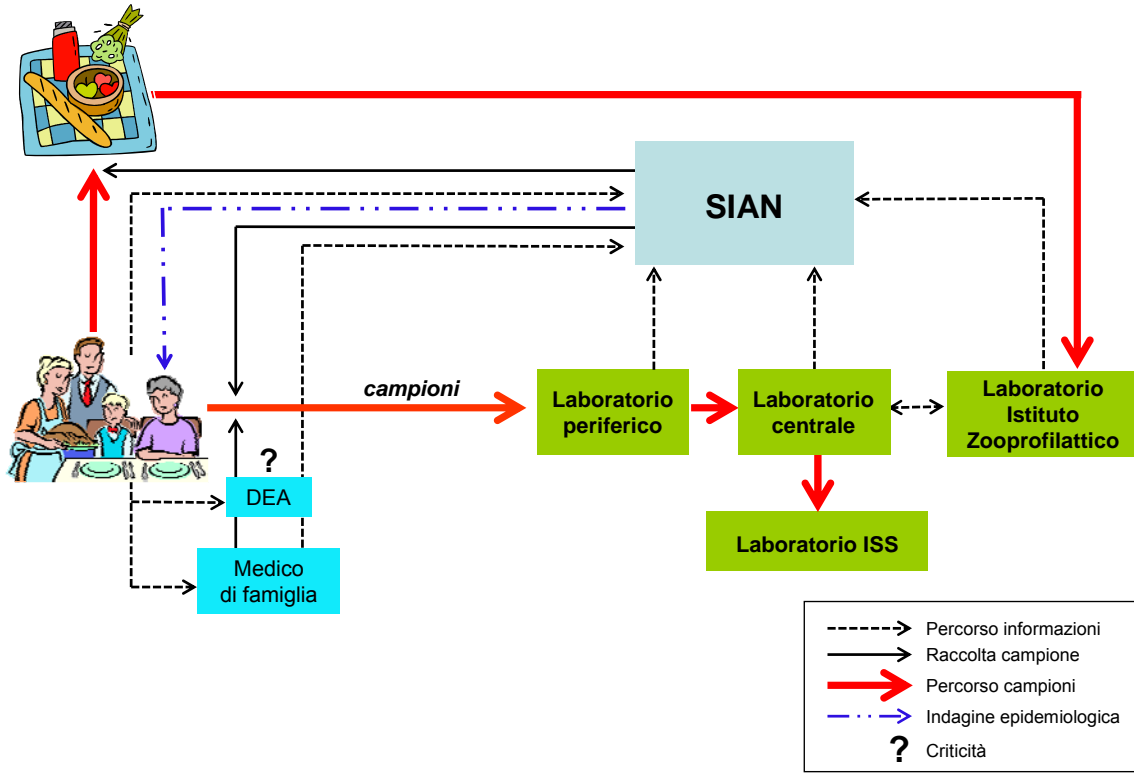 SIAN
campioni
Laboratorio
periferico
Laboratorio
centrale
Laboratorio
Istituto
Zooprofilattico
?
DEA
Laboratorio ISS
Medico
di famiglia
Percorso informazioni
Raccolta campione
Percorso campioni
Indagine epidemiologica
? Criticità